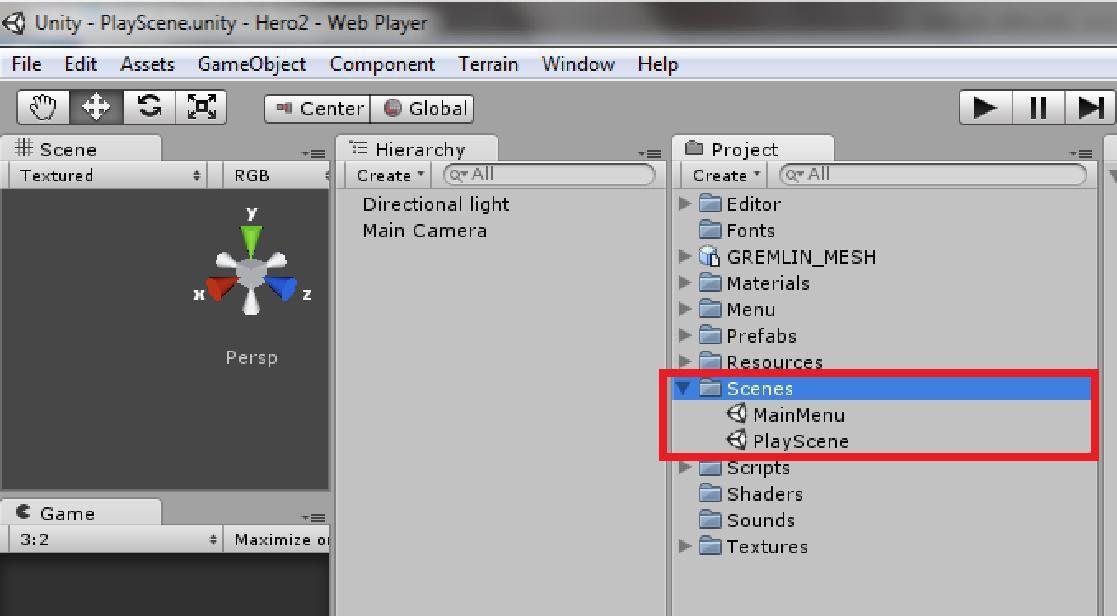 Unity - PlayScene.unity - Hero2 - Web Player
File Edit Assets GameObject Component Terrain Window Help
Center Global
Scene
Textured RGB
y
x z
Persp
Game
3:2 Maximize
Hierarchy
Create All
Directional light
Main Camera
Project
Create All
Editor
Fonts
GREMLIN_MESH
Materials
Menu
Prefabs
Resources
Scenes
MainMenu
PlayScene
Scripts
Shaders
Sounds
Textures